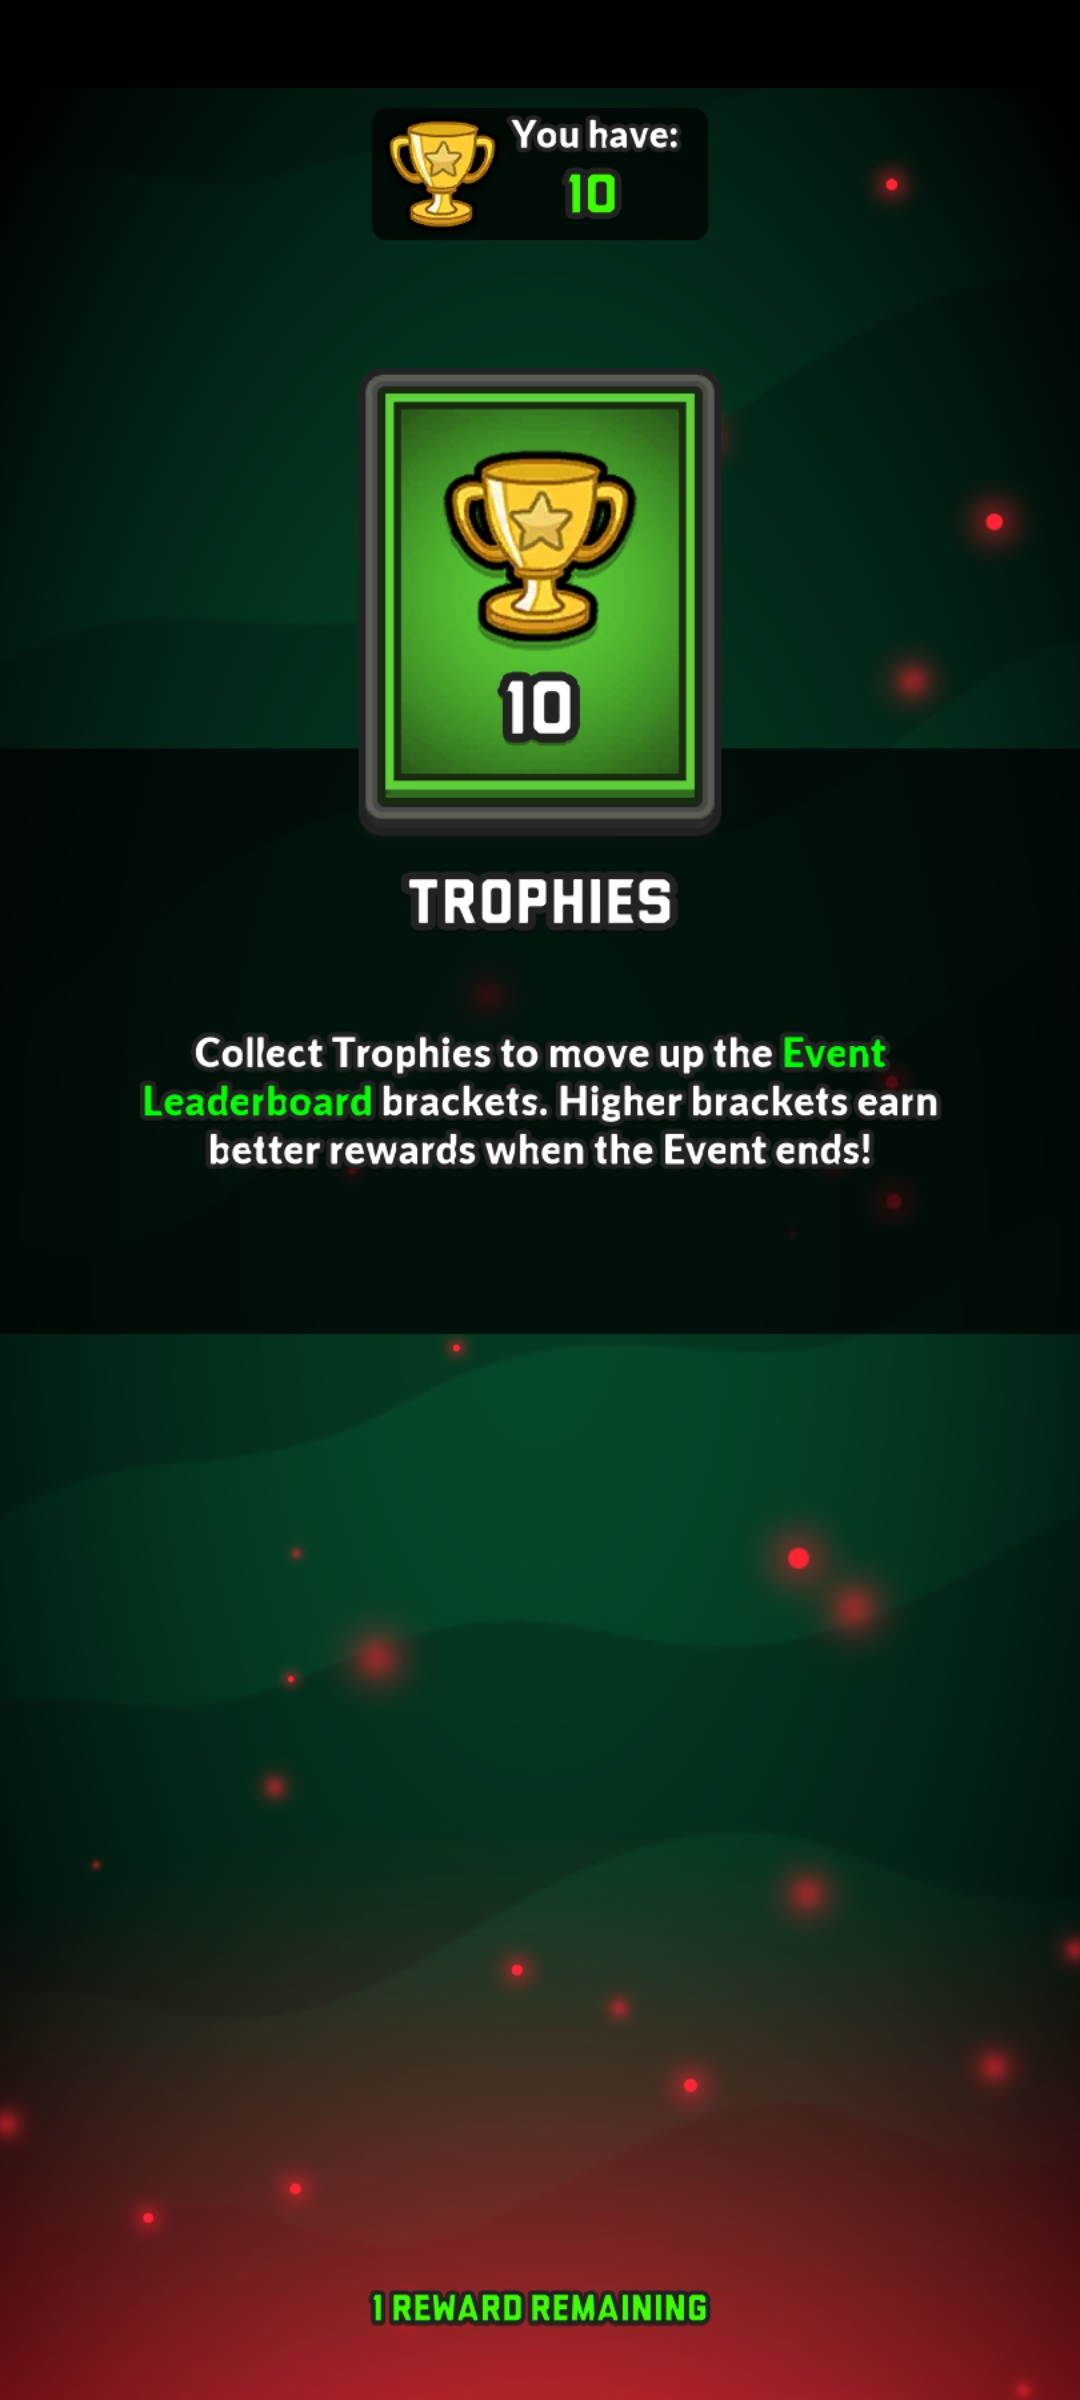 You have:
10
10
TROPHIES
Collect Trophies to move up the Event
Leaderboard brackets. Higher brackets earn
better rewards when the Event ends!
1 REWARD REMAINING